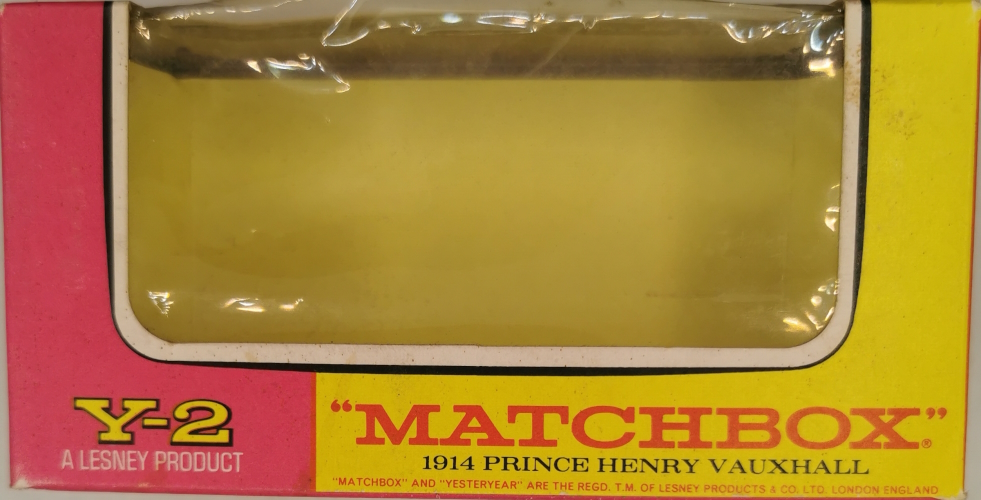 Y-2
A LESNEY PRODUCT
"MATCHBOX"®
1914 PRINCE HENRY VAUXHALL
"MATCHBOX" AND "YESTERYEAR" ARE THE REGD. T.M. OF LESNEY PRODUCTS & CO. LTD. LONDON ENGLAND